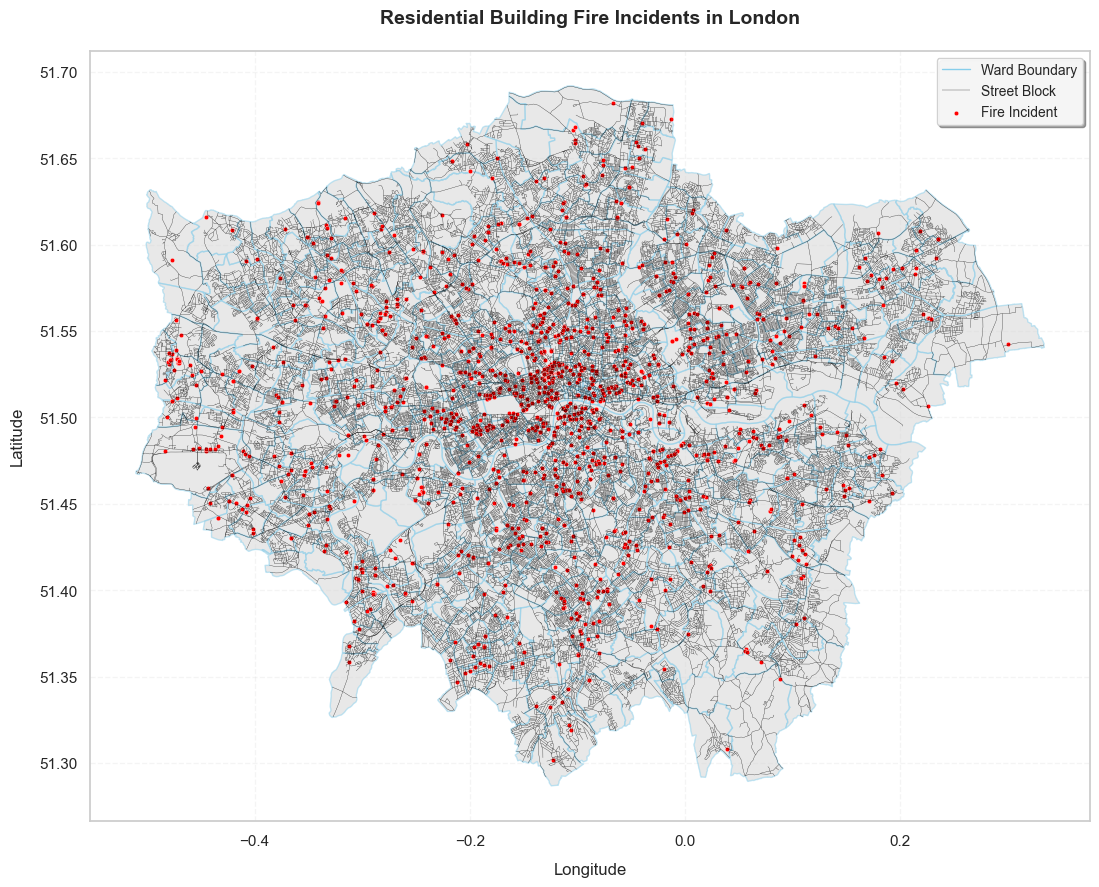 Residential Building Fire Incidents in London
Ward Boundary
Street Block
Fire Incident
51.70
51.65
51.60
51.55
51.50
51.45
51.40
51.35
51.30
Latitude
−0.4
−0.2
0.0
0.2
Longitude